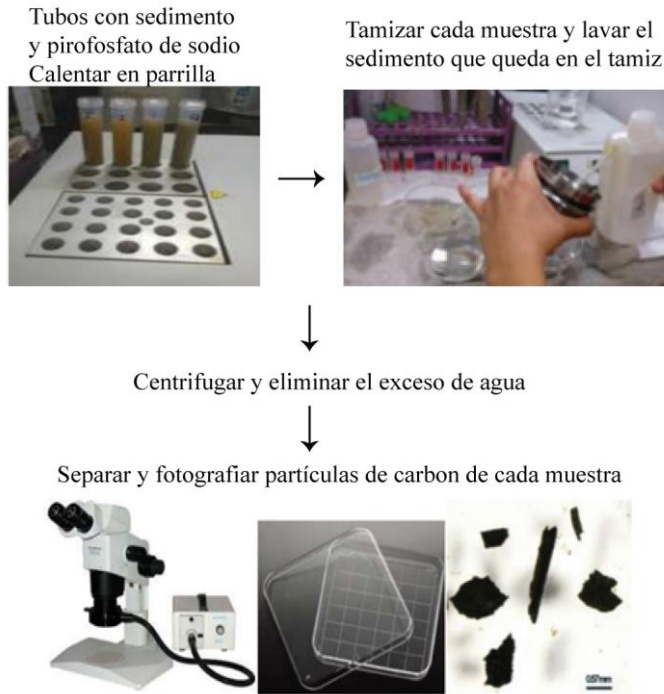 Tubos con sedimento
y pirofosfato de sodio
Calentar en parrilla
Tamizar cada muestra y lavar el
sedimento que queda en el tamiz
Centrifugar y eliminar el exceso de agua
Separar y fotografiar partículas de carbon de cada muestra